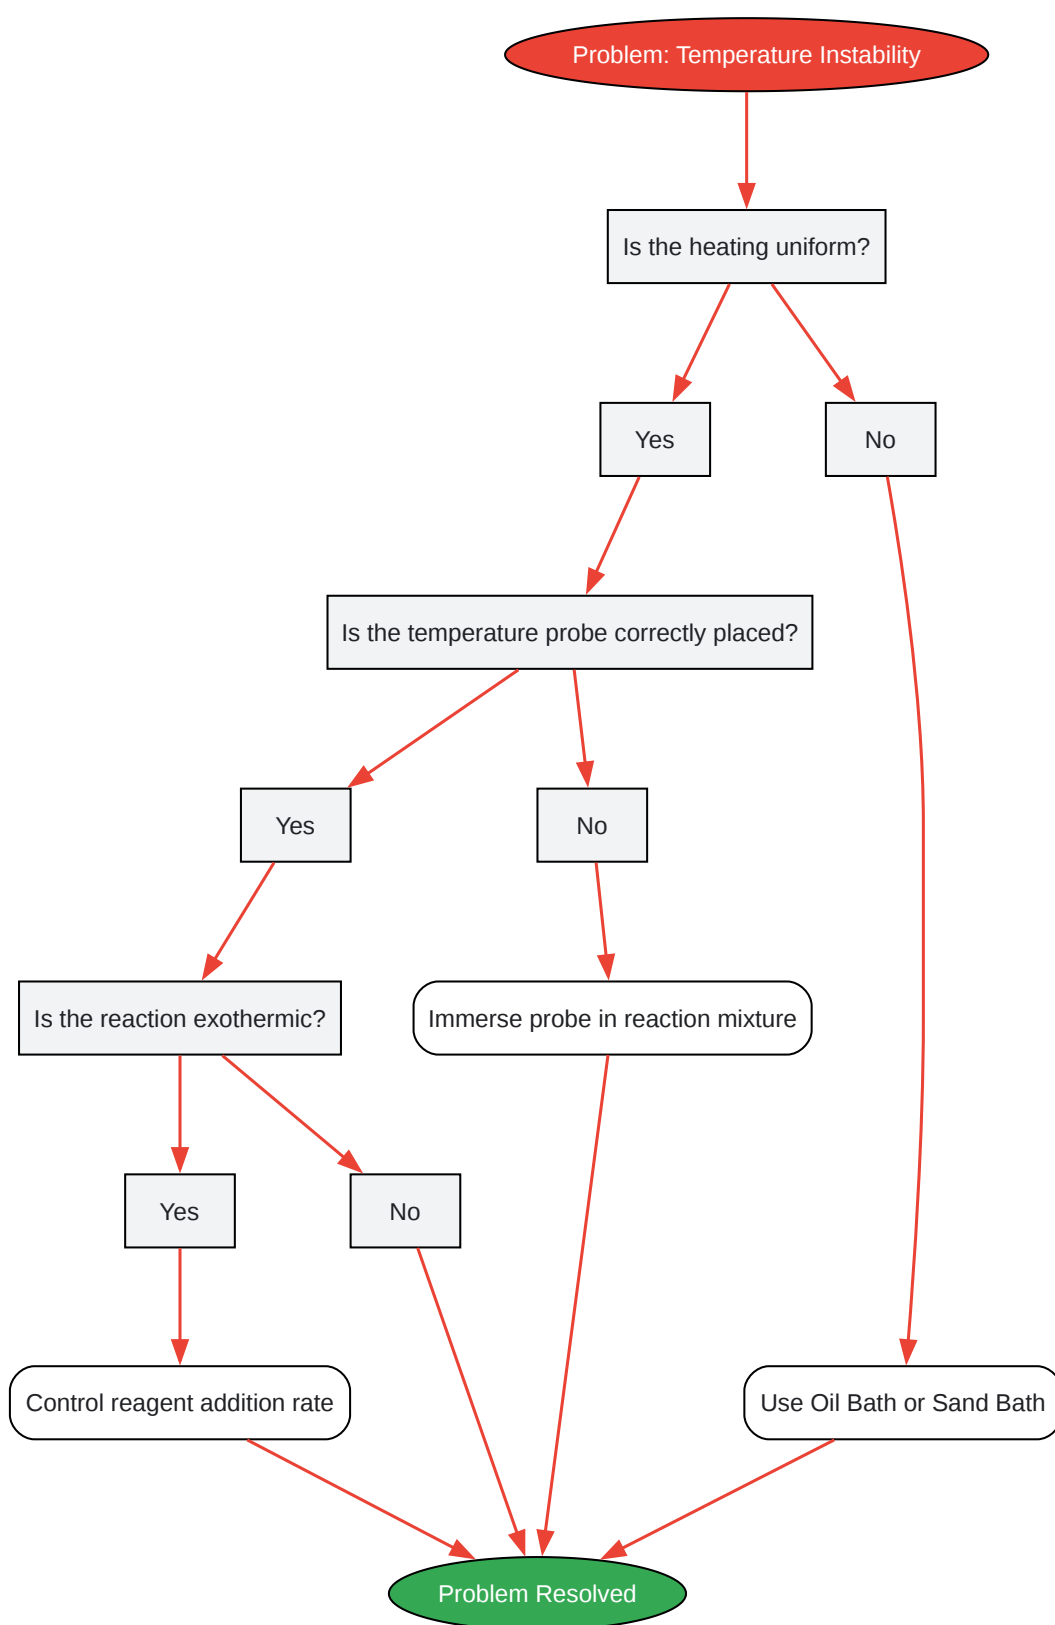 Problem: Temperature Instability
Is the heating uniform?
Yes
No
Is the temperature probe correctly placed?
Yes
No
Is the reaction exothermic?
Immerse probe in reaction mixture
Yes
No
Control reagent addition rate
Use Oil Bath or Sand Bath
Problem Resolved